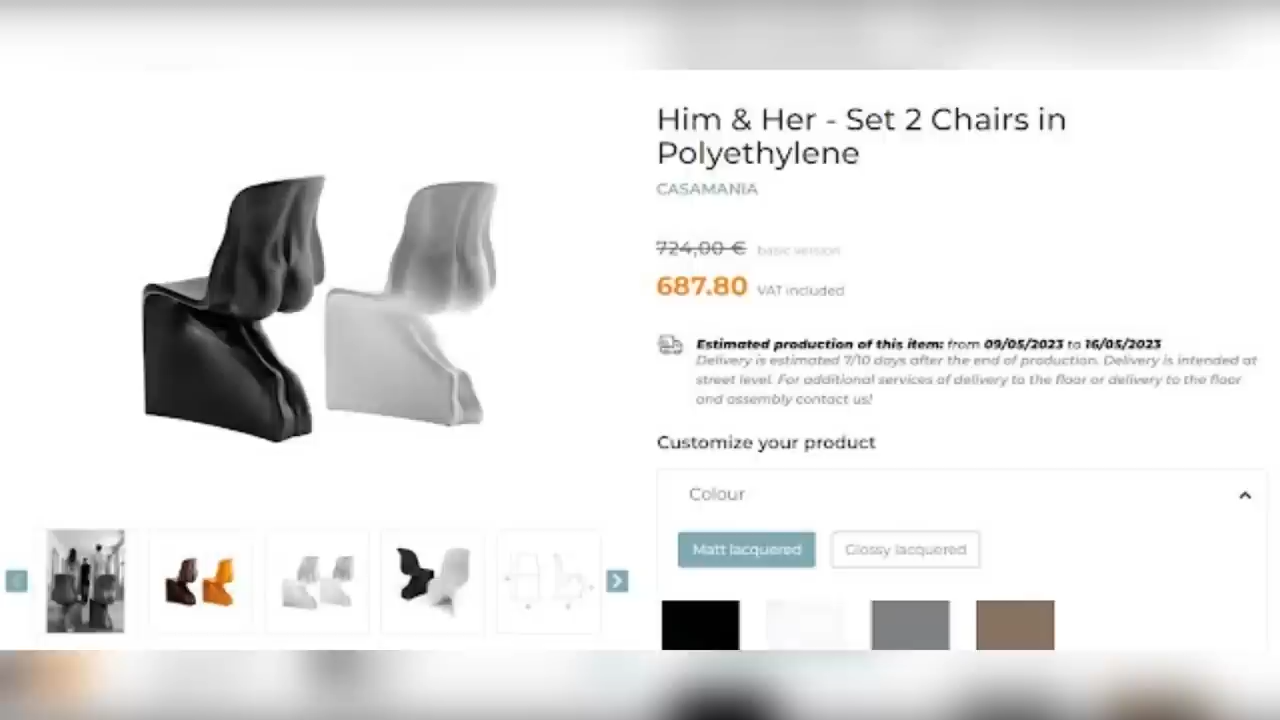 Him & Her - Set 2 Chairs in
Polyethylene
CASAMANIA
724,00 € basic version
687.80 VAT included
Estimated production of this item: from 09/05/2023 to 16/05/2023
Delivery is estimated 7/10 days after the end of production. Delivery is intended at
street level. For additional services of delivery to the floor or delivery to the floor
and assembly contact us!
Customize your product
Colour
Matt lacquered
Glossy lacquered